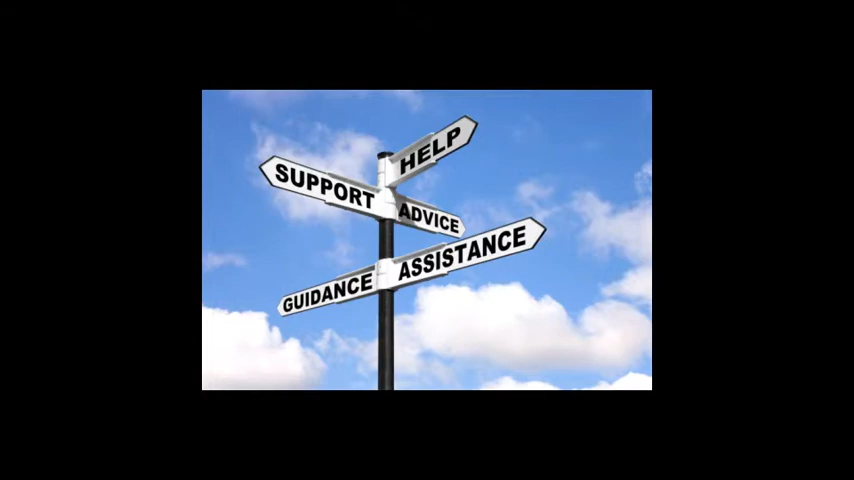 HELP
SUPPORT
ADVICE
ASSISTANCE
GUIDANCE